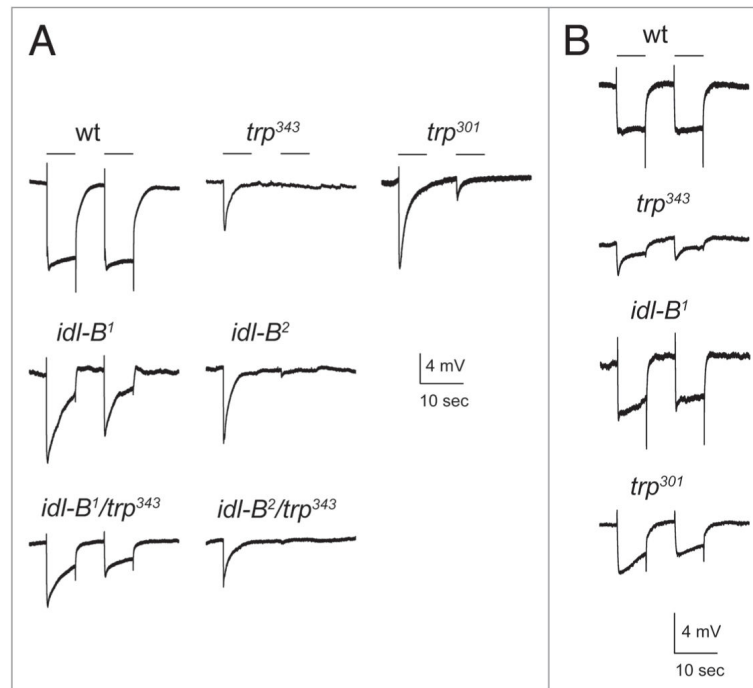 A
wt
trp³⁴³
trp³⁰¹
idl-B¹
idl-B²
4 mV
10 sec
idl-B¹/trp³⁴³
idl-B²/trp³⁴³
B
wt
trp³⁴³
idl-B¹
trp³⁰¹
4 mV
10 sec